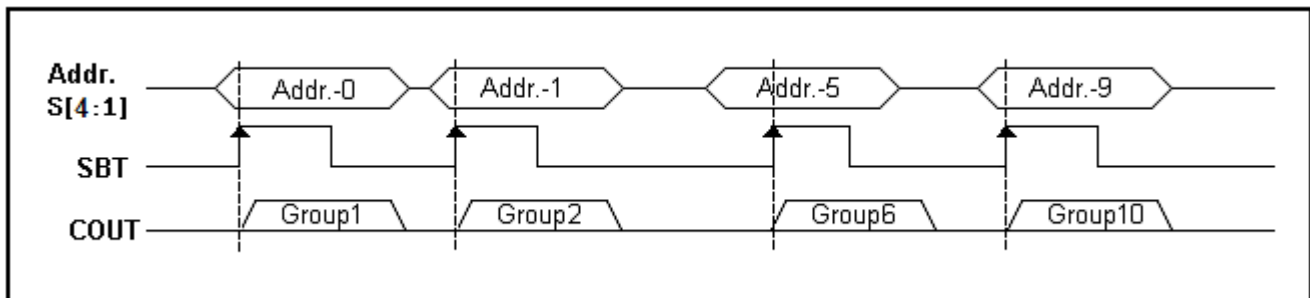 Addr.
S[4:1]
Addr.-0
Addr.-1
Addr.-5
Addr.-9
SBT
COUT
Group1
Group2
Group6
Group10